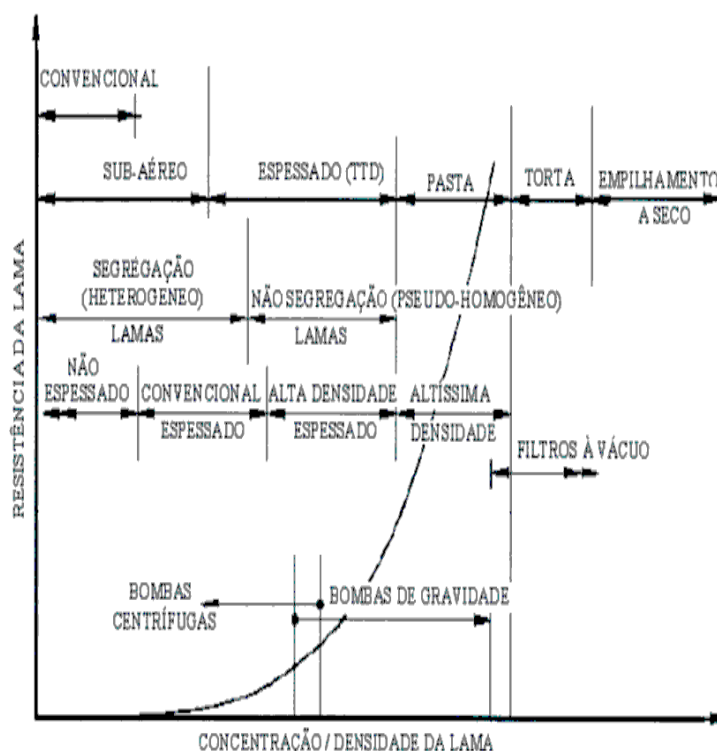 CONVENCIONAL
SUB-AÉREO
ESPESSADO (TTD)
PASTA
TORTA
EMPILHAMENTO
A SECO
SEGREGAÇÃO
(HETEROGENEO)
LAMAS
NÃO SEGREGAÇÃO (PSEUDO-HOMOGÊNEO)
LAMAS
NÃO
ESPESSADO
CONVENCIONAL
ESPESSADO
ALTA DENSIDADE
ESPESSADO
ALTÍSSIMA
DENSIDADE
FILTROS À VÁCUO
BOMBAS
CENTRÍFUGAS
BOMBAS DE GRAVIDADE
RESISTÊNCIA DA LAMA
CONCENTRAÇÃO / DENSIDADE DA LAMA